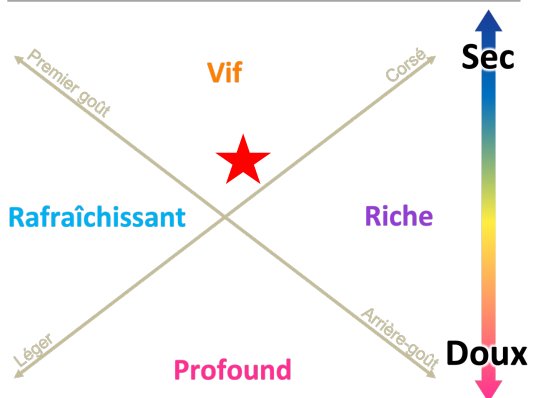 Sec
Premier goût
Vif
Corsé
Rafraîchissant
Riche
Léger
Arrière-goût
Doux
Profound